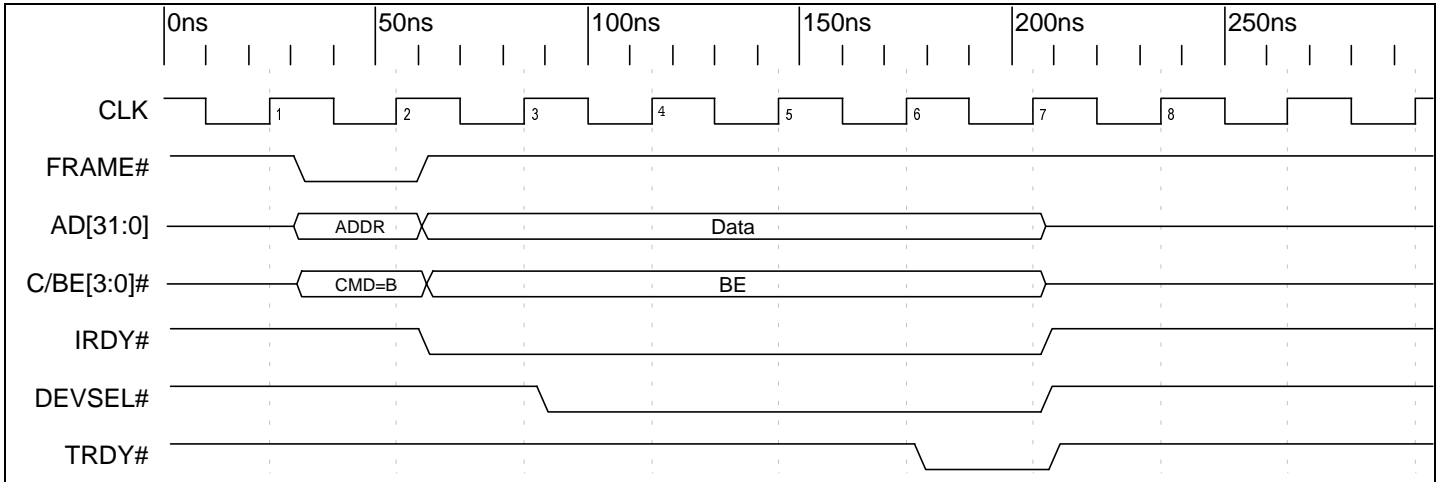 0ns 50ns 100ns 150ns 200ns 250ns
CLK 1 2 3 4 5 6 7 8
FRAME#
AD[31:0] ADDR Data
C/BE[3:0]# CMD=B BE
IRDY#
DEVSEL#
TRDY#